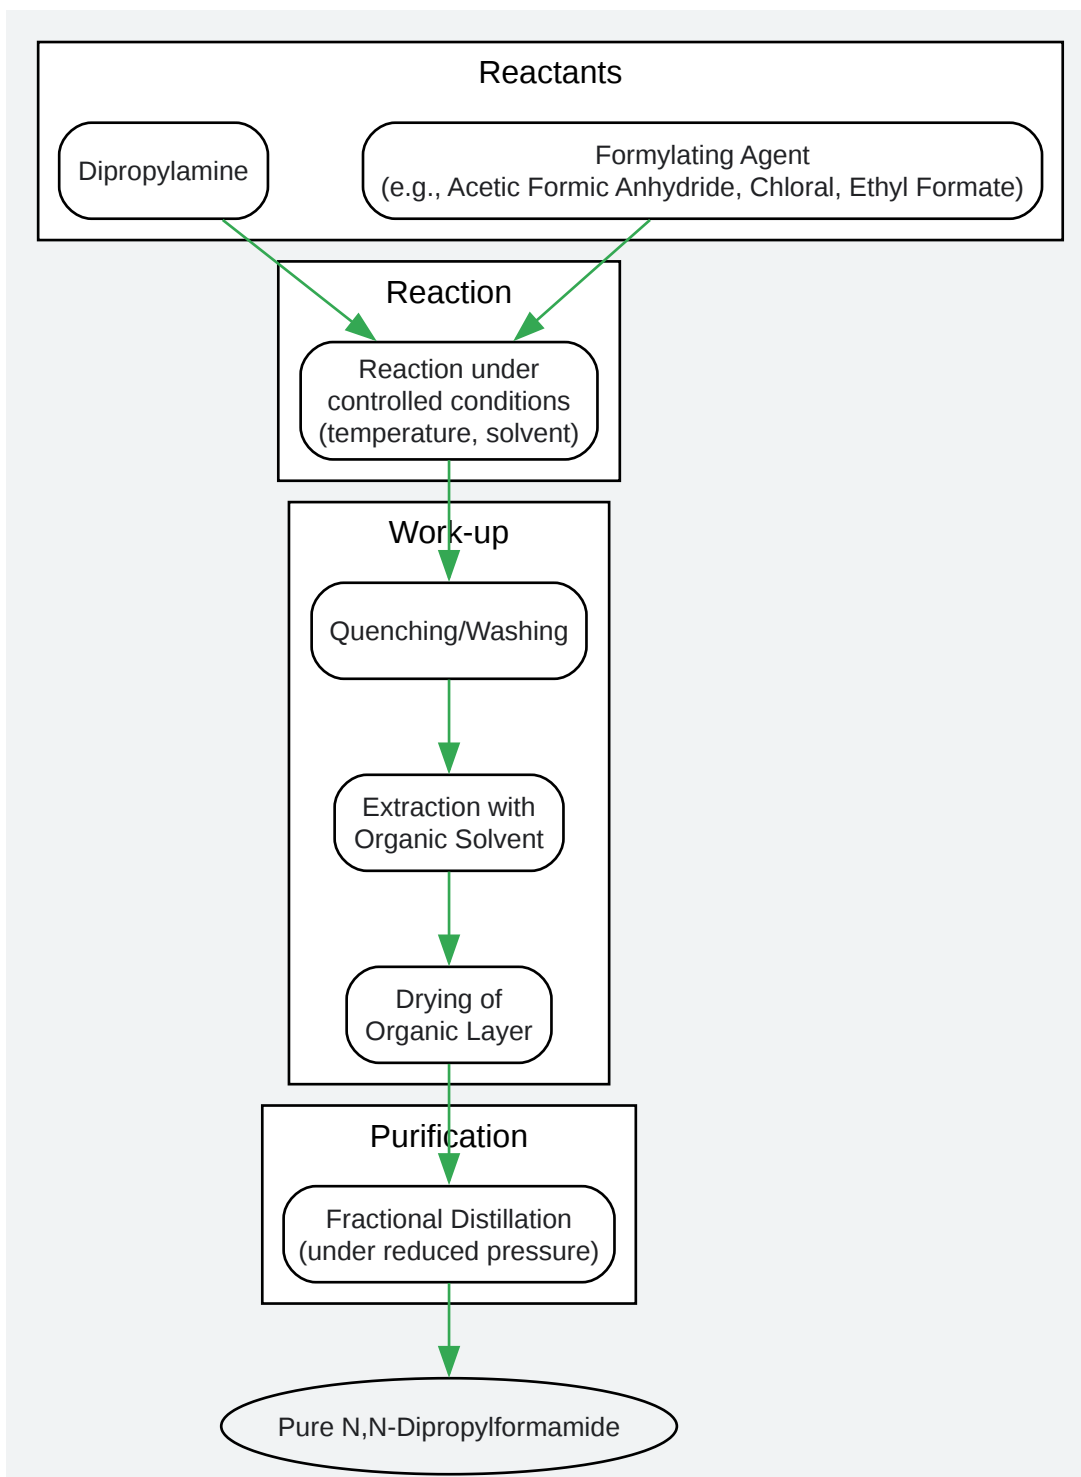 Reactants
Dipropylamine
Formylating Agent
(e.g., Acetic Formic Anhydride, Chloral, Ethyl Formate)
Reaction
Reaction under
controlled conditions
(temperature, solvent)
Work-up
Quenching/Washing
Extraction with
Organic Solvent
Drying of
Organic Layer
Purification
Fractional Distillation
(under reduced pressure)
Pure N,N-Dipropylformamide